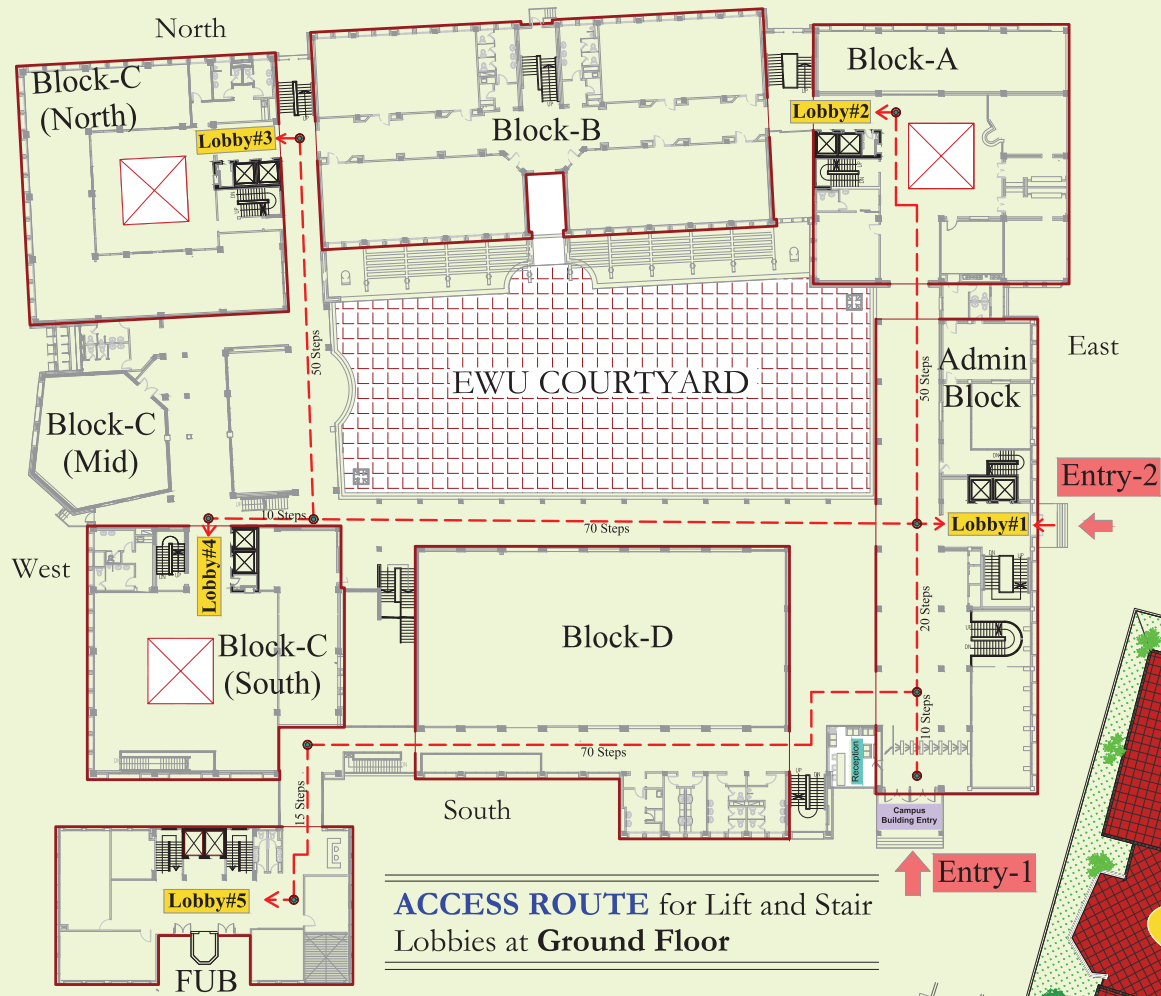 North
Block-C
(North)
Lobby#3
Block-B
Block-A
Lobby#2
East
50 Steps
EWU COURTYARD
50 Steps
Admin
Block
Block-C
(Mid)
Entry-2
10 Steps
70 Steps
Lobby#1
West
Lobby#4
20 Steps
Block-C
(South)
Block-D
10 Steps
70 Steps
Reception
15 Steps
South
Campus
Building Entry
Entry-1
Lobby#5
FUB
ACCESS ROUTE for Lift and Stair
Lobbies at Ground Floor